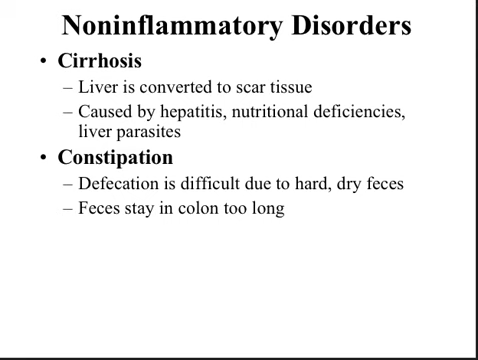 Noninflammatory Disorders
• Cirrhosis
– Liver is converted to scar tissue
– Caused by hepatitis, nutritional deficiencies,
liver parasites
• Constipation
– Defecation is difficult due to hard, dry feces
– Feces stay in colon too long